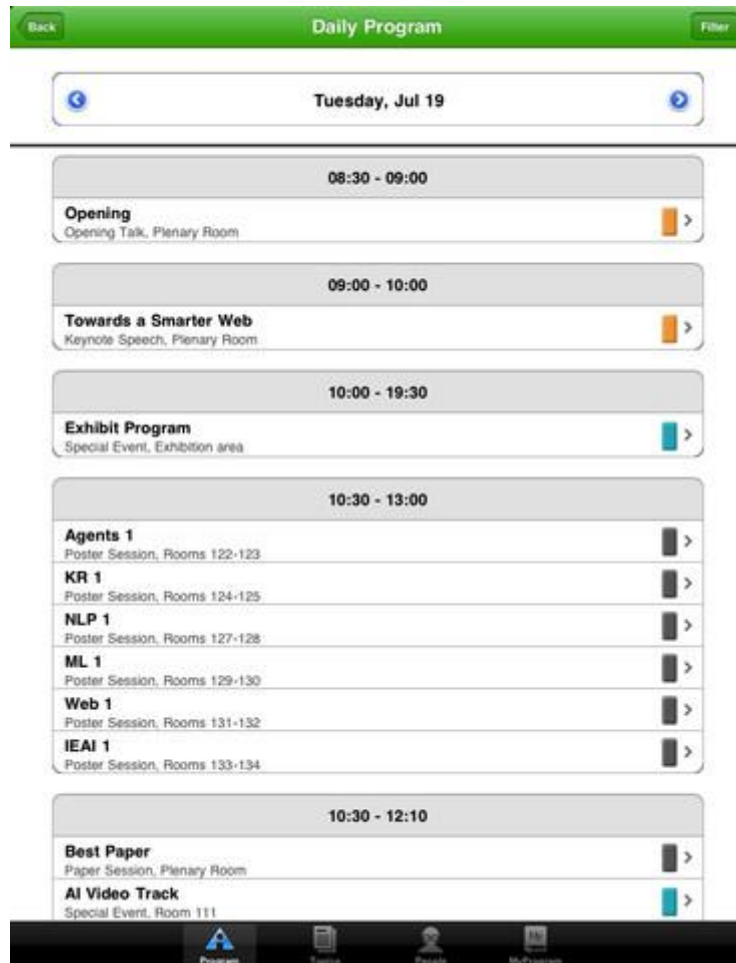 Back
Daily Program
Filter
Tuesday, Jul 19
08:30 - 09:00
Opening
Opening Talk, Plenary Room
09:00 - 10:00
Towards a Smarter Web
Keynote Speech, Plenary Room
10:00 - 19:30
Exhibit Program
Special Event, Exhibition area
10:30 - 13:00
Agents 1
Poster Session, Rooms 122-123
KR 1
Poster Session, Rooms 124-125
NLP 1
Poster Session, Rooms 127-128
ML 1
Poster Session, Rooms 129-130
Web 1
Poster Session, Rooms 131-132
IEAI 1
Poster Session, Rooms 133-134
10:30 - 12:10
Best Paper
Paper Session, Plenary Room
AI Video Track
Special Event, Room 111
Program
Topics
People
MyProgram